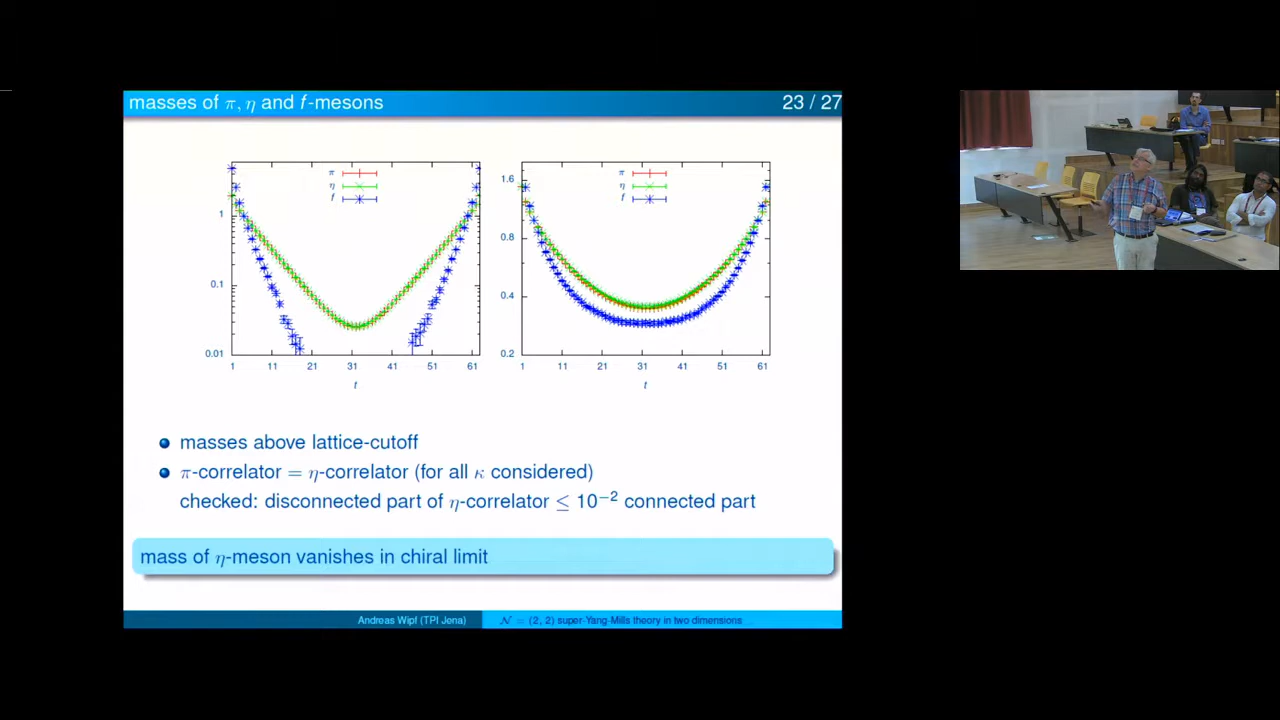 masses of π, η and f-mesons
23 / 27
π
η
f
1
0.1
0.01
1 11 21 31 41 51 61
t
π
η
f
1.6
0.8
0.4
0.2
1 11 21 31 41 51 61
t
masses above lattice-cutoff
π-correlator = η-correlator (for all κ considered)
checked: disconnected part of η-correlator ≤ 10⁻² connected part
mass of η-meson vanishes in chiral limit
Andreas Wipf (TPI Jena)
𝒩 = (2, 2) super-Yang-Mills theory in two dimensions